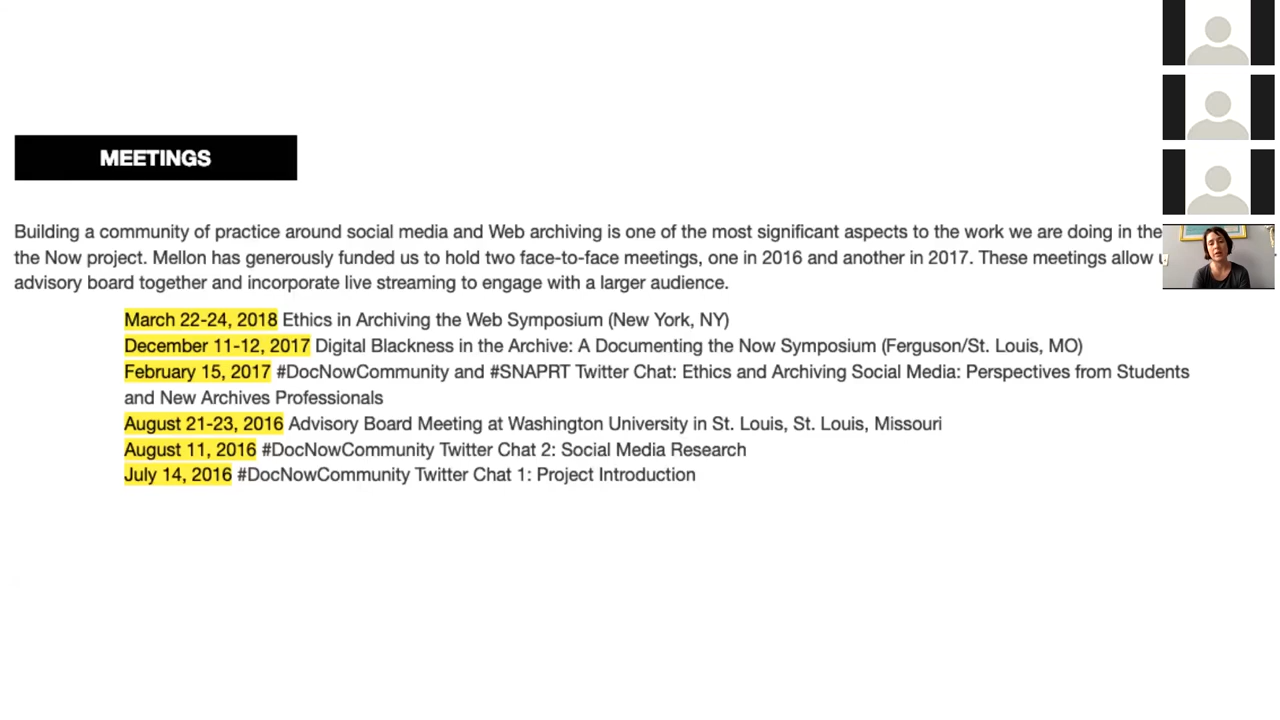 MEETINGS
Building a community of practice around social media and Web archiving is one of the most significant aspects to the work we are doing in the
the Now project. Mellon has generously funded us to hold two face-to-face meetings, one in 2016 and another in 2017. These meetings allow
advisory board together and incorporate live streaming to engage with a larger audience.
March 22-24, 2018 Ethics in Archiving the Web Symposium (New York, NY)
December 11-12, 2017 Digital Blackness in the Archive: A Documenting the Now Symposium (Ferguson/St. Louis, MO)
February 15, 2017 #DocNowCommunity and #SNAPRT Twitter Chat: Ethics and Archiving Social Media: Perspectives from Students
and New Archives Professionals
August 21-23, 2016 Advisory Board Meeting at Washington University in St. Louis, St. Louis, Missouri
August 11, 2016 #DocNowCommunity Twitter Chat 2: Social Media Research
July 14, 2016 #DocNowCommunity Twitter Chat 1: Project Introduction